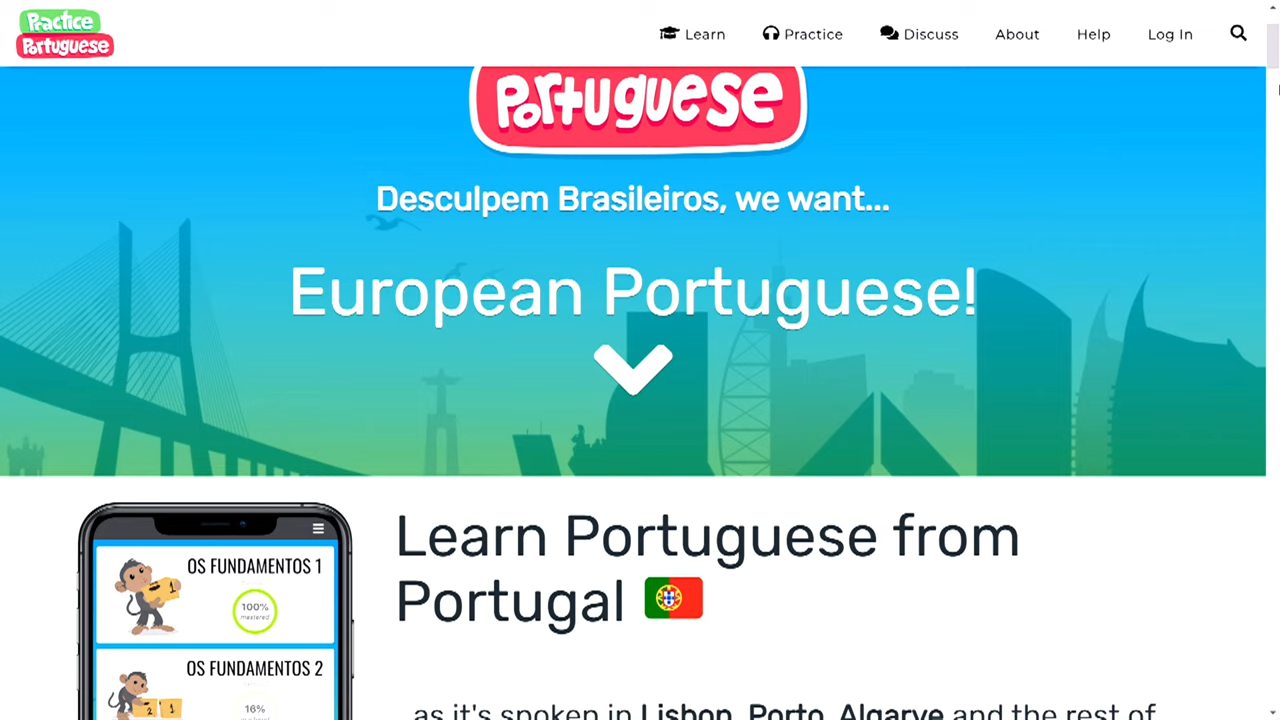 Practice
Portuguese
Learn
Practice
Discuss
About
Help
Log In
PORTUGUESE
Desculpem Brasileiros, we want...
European Portuguese!
OS FUNDAMENTOS 1
100%
mastered
OS FUNDAMENTOS 2
16%
Learn Portuguese from
Portugal
as it's spoken in Lisbon, Porto, Algarve and the rest of